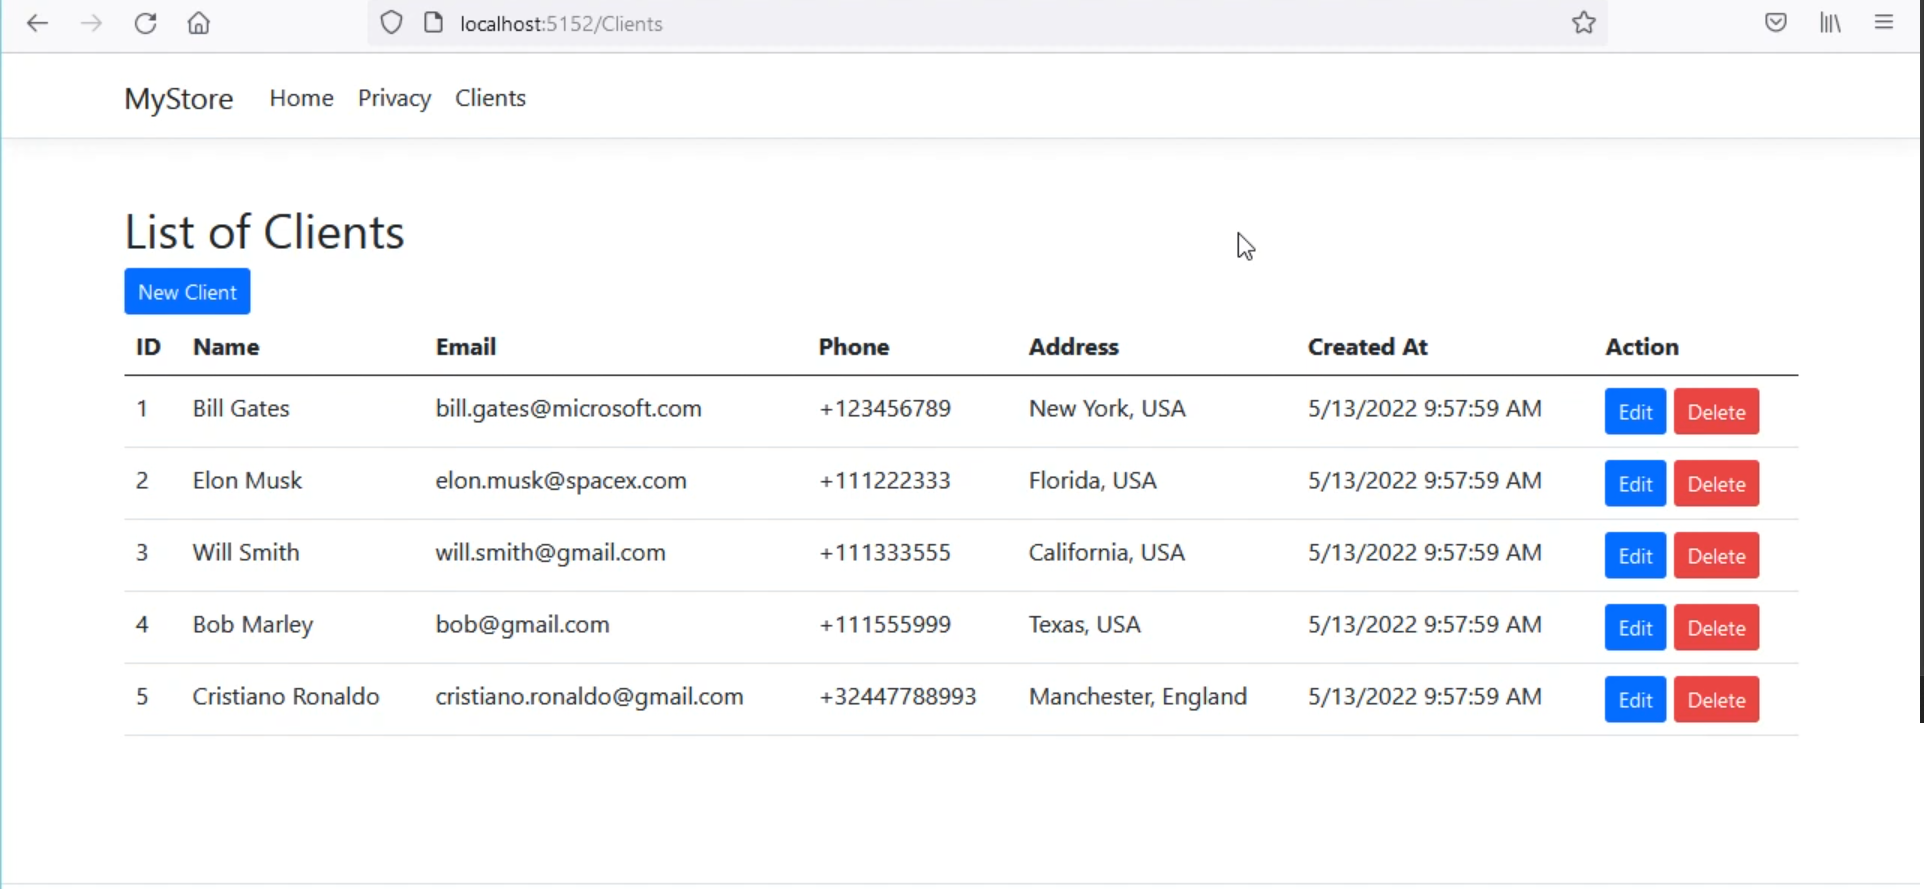 localhost:5152/Clients
MyStore Home Privacy Clients
List of Clients
New Client
ID Name Email Phone Address Created At Action
1 Bill Gates bill.gates@microsoft.com +123456789 New York, USA 5/13/2022 9:57:59 AM Edit Delete
2 Elon Musk elon.musk@spacex.com +111222333 Florida, USA 5/13/2022 9:57:59 AM Edit Delete
3 Will Smith will.smith@gmail.com +111333555 California, USA 5/13/2022 9:57:59 AM Edit Delete
4 Bob Marley bob@gmail.com +111555999 Texas, USA 5/13/2022 9:57:59 AM Edit Delete
5 Cristiano Ronaldo cristiano.ronaldo@gmail.com +32447788993 Manchester, England 5/13/2022 9:57:59 AM Edit Delete